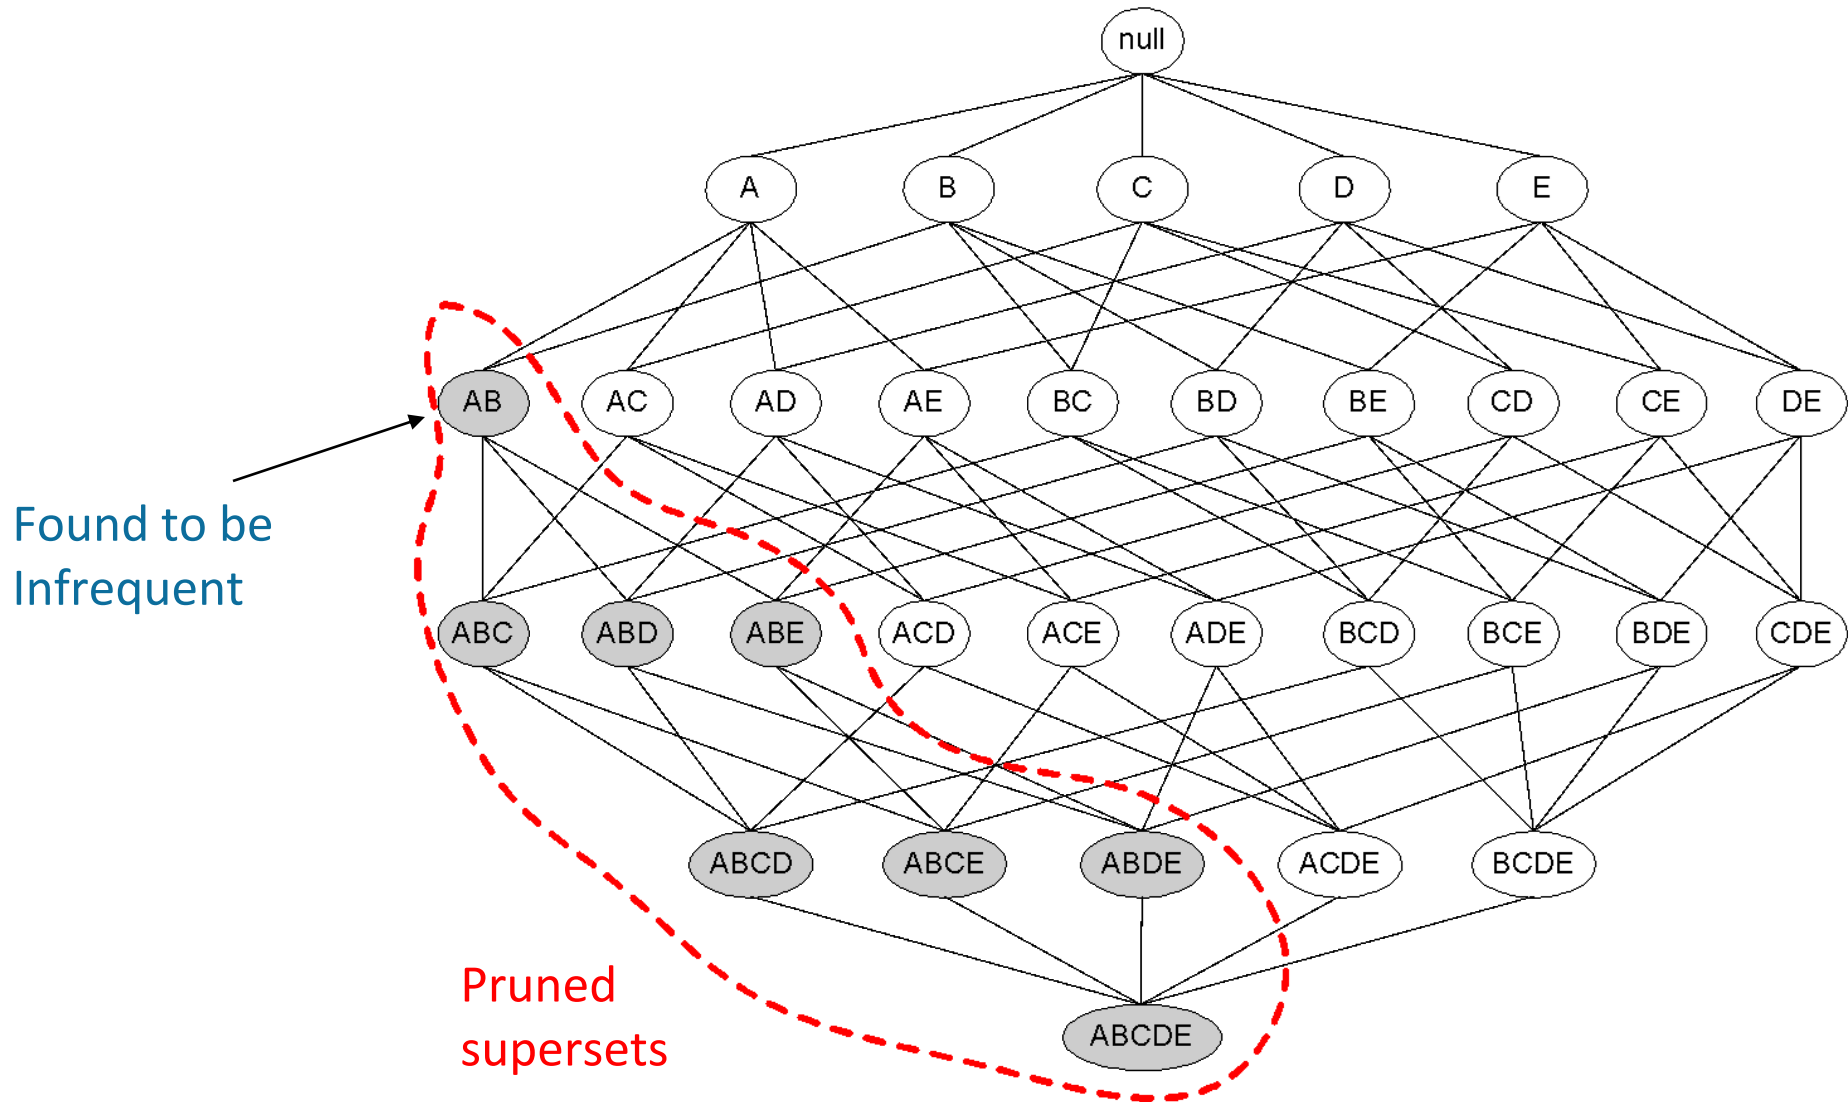 null
A B C D E
AB AC AD AE BC BD BE CD CE DE
Found to be
Infrequent
ABC ABD ABE ACD ACE ADE BCD BCE BDE CDE
ABCD ABCE ABDE ACDE BCDE
Pruned
supersets
ABCDE